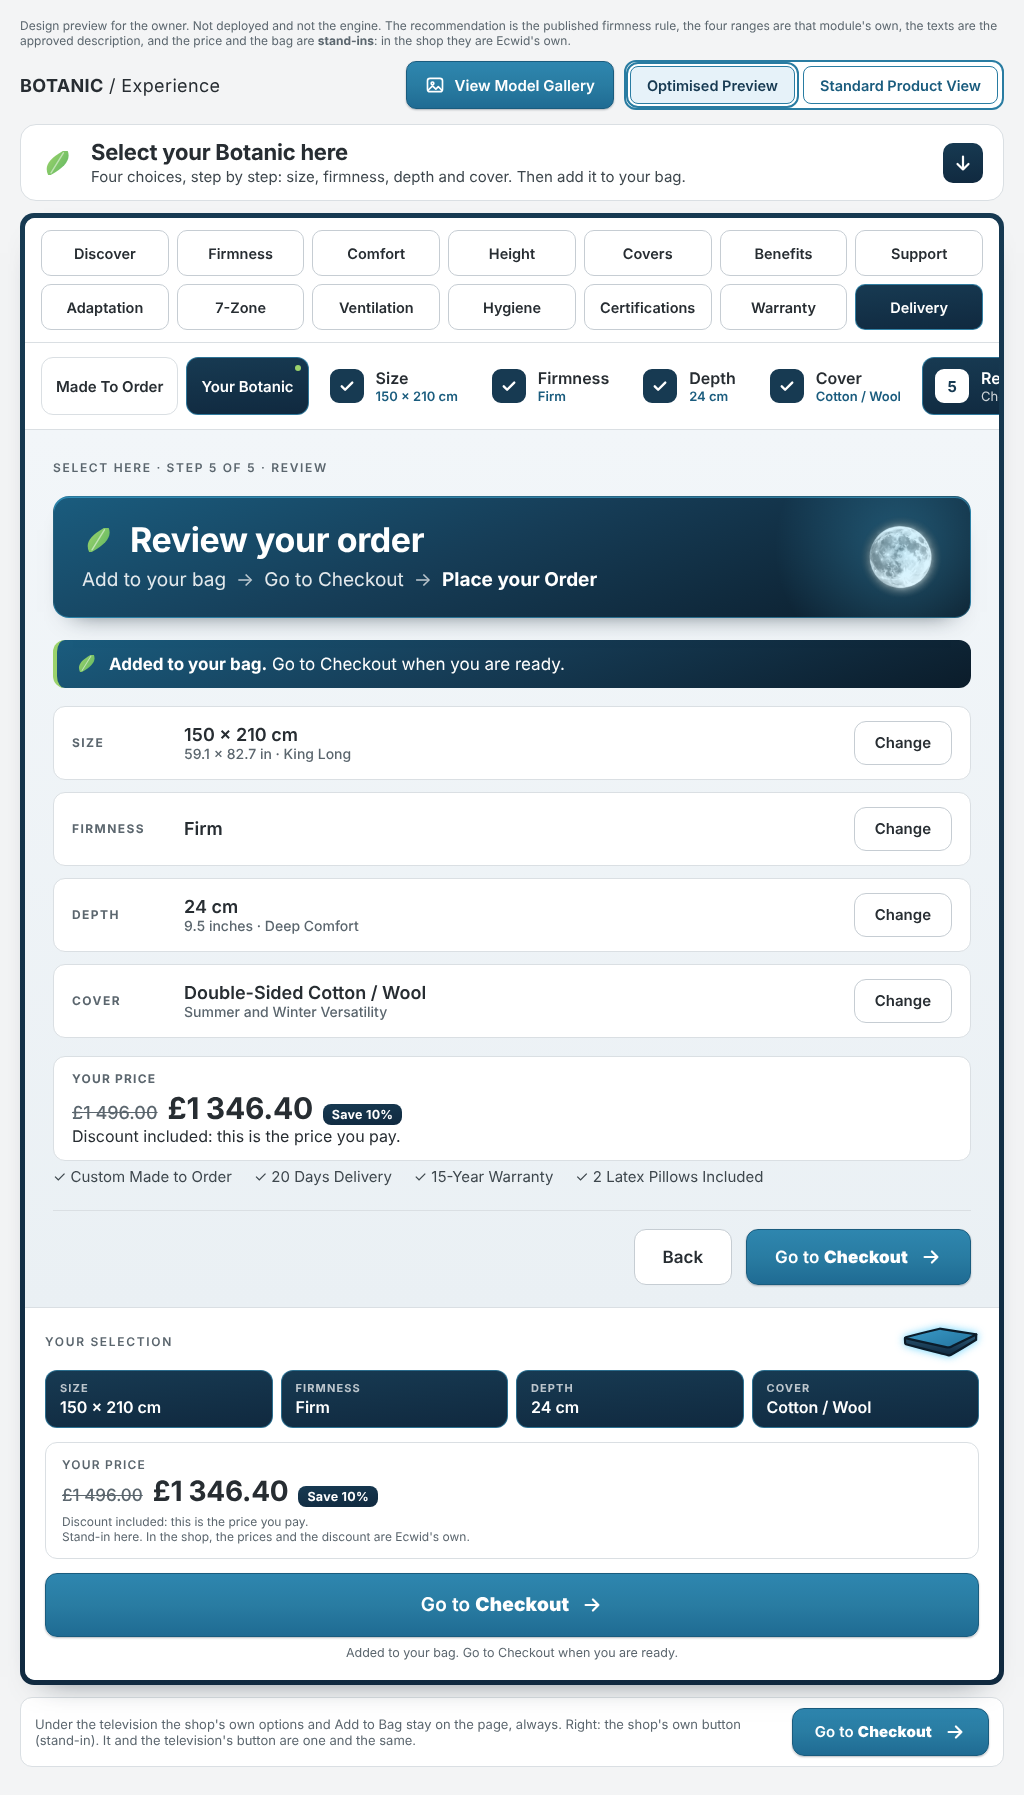 Design preview for the owner. Not deployed and not the engine. The recommendation is the published firmness rule, the four ranges are that module's own, the texts are the
approved description, and the price and the bag are stand-ins: in the shop they are Ecwid's own.
BOTANIC / Experience
View Model Gallery
Optimised Preview
Standard Product View
Select your Botanic here
Four choices, step by step: size, firmness, depth and cover. Then add it to your bag.
Discover
Firmness
Comfort
Height
Covers
Benefits
Support
Adaptation
7-Zone
Ventilation
Hygiene
Certifications
Warranty
Delivery
Made To Order
Your Botanic
Size
150 × 210 cm
Firmness
Firm
Depth
24 cm
Cover
Cotton / Wool
5
Re
Ch
SELECT HERE · STEP 5 OF 5 · REVIEW
Review your order
Add to your bag → Go to Checkout → Place your Order
Added to your bag. Go to Checkout when you are ready.
SIZE
150 × 210 cm
59.1 × 82.7 in · King Long
Change
FIRMNESS
Firm
Change
DEPTH
24 cm
9.5 inches · Deep Comfort
Change
COVER
Double-Sided Cotton / Wool
Summer and Winter Versatility
Change
YOUR PRICE
£1 496.00 £1 346.40 Save 10%
Discount included: this is the price you pay.
✓ Custom Made to Order ✓ 20 Days Delivery ✓ 15-Year Warranty ✓ 2 Latex Pillows Included
Back
Go to Checkout →
YOUR SELECTION
SIZE
150 × 210 cm
FIRMNESS
Firm
DEPTH
24 cm
COVER
Cotton / Wool
YOUR PRICE
£1 496.00 £1 346.40 Save 10%
Discount included: this is the price you pay.
Stand-in here. In the shop, the prices and the discount are Ecwid's own.
Go to Checkout →
Added to your bag. Go to Checkout when you are ready.
Under the television the shop's own options and Add to Bag stay on the page, always. Right: the shop's own button
(stand-in). It and the television's button are one and the same.
Go to Checkout →